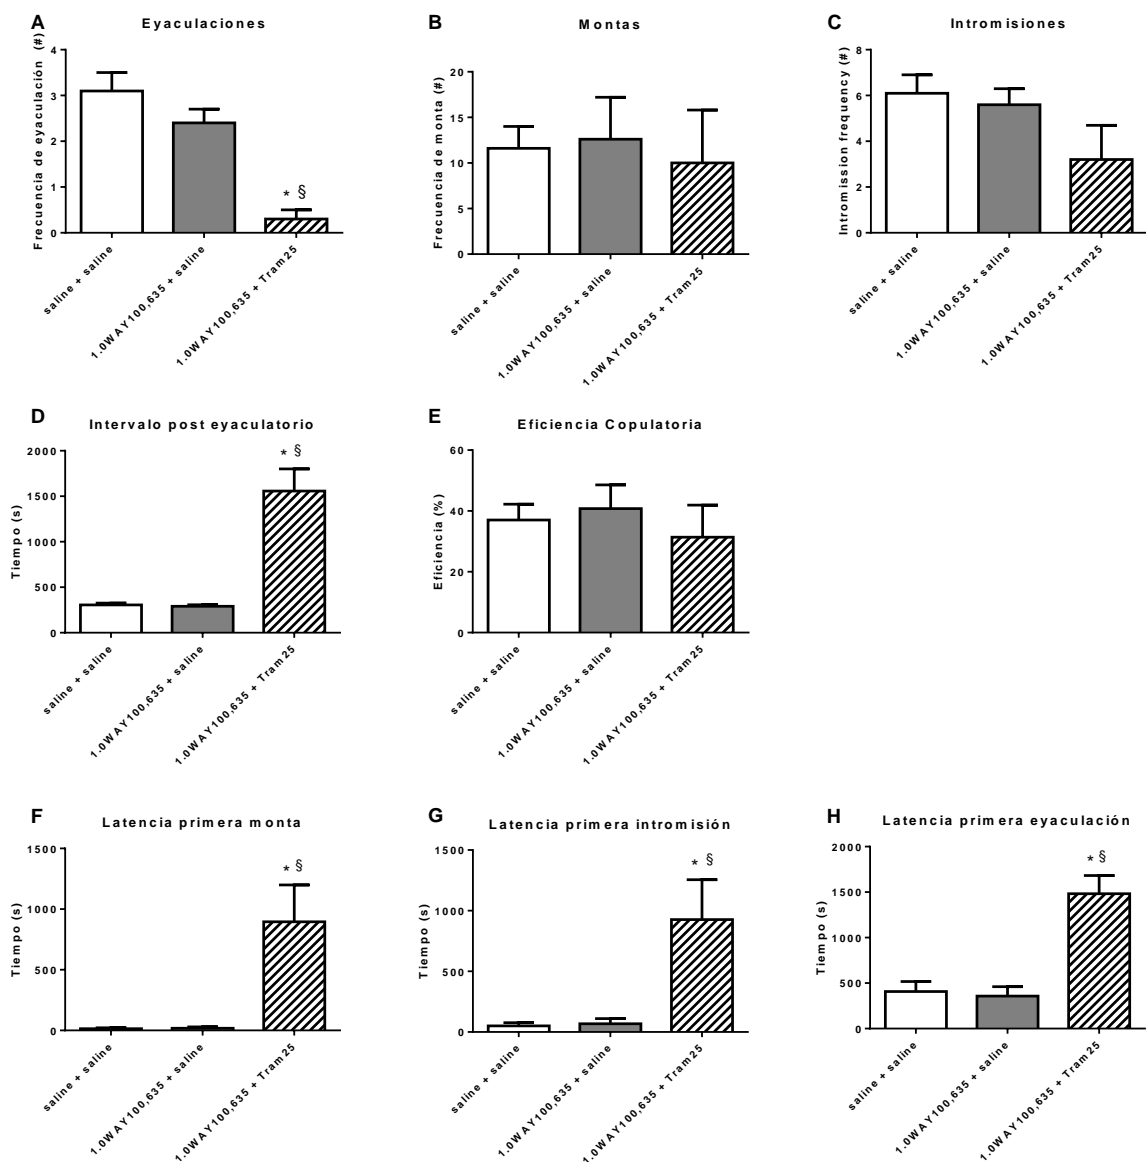 A
Eyaculaciones
Frecuencia de eyaculación (#)
4
3
2
1
0
* §
saline + saline
1.0WAY100,635 + saline
1.0WAY100,635 + Tram25
B
Montas
Frecuencia de monta (#)
20
15
10
5
0
saline + saline
1.0WAY100,635 + saline
1.0WAY100,635 + Tram25
C
Intromisiones
Intromission frequency (#)
8
6
4
2
0
saline + saline
1.0WAY100,635 + saline
1.0WAY100,635 + Tram25
D
Intervalo post eyaculatorio
Tiempo (s)
2000
1500
1000
500
0
* §
saline + saline
1.0WAY100,635 + saline
1.0WAY100,635 + Tram25
E
Eficiencia Copulatoria
Eficiencia (%)
60
40
20
0
saline + saline
1.0WAY100,635 + saline
1.0WAY100,635 + Tram25
F
Latencia primera monta
Tiempo (s)
1500
1000
500
0
* §
saline + saline
1.0WAY100,635 + saline
1.0WAY100,635 + Tram25
G
Latencia primera intromisión
Tiempo (s)
1500
1000
500
0
* §
saline + saline
1.0WAY100,635 + saline
1.0WAY100,635 + Tram25
H
Latencia primera eyaculación
Tiempo (s)
2000
1500
1000
500
0
* §
saline + saline
1.0WAY100,635 + saline
1.0WAY100,635 + Tram25